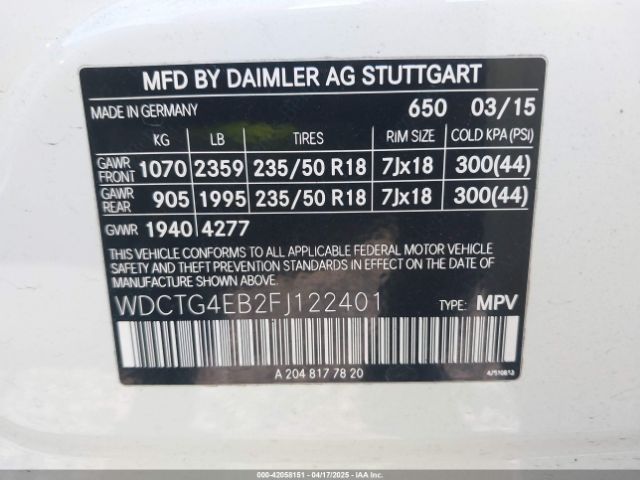 MFD BY DAIMLER AG STUTTGART
MADE IN GERMANY 650 03/15
KG LB TIRES RIM SIZE COLD KPA (PSI)
GAWR FRONT 1070 2359 235/50 R18 7Jx18 300(44)
GAWR REAR 905 1995 235/50 R18 7Jx18 300(44)
GVWR 1940 4277
THIS VEHICLE CONFORMS TO ALL APPLICABLE FEDERAL MOTOR VEHICLE
SAFETY AND THEFT PREVENTION STANDARDS IN EFFECT ON THE DATE OF
MANUFACTURE SHOWN ABOVE.
WDCTG4EB2FJ122401 TYPE: MPV
A 204 817 78 20
000-42058151 - 04/17/2025 - IAAI.COM